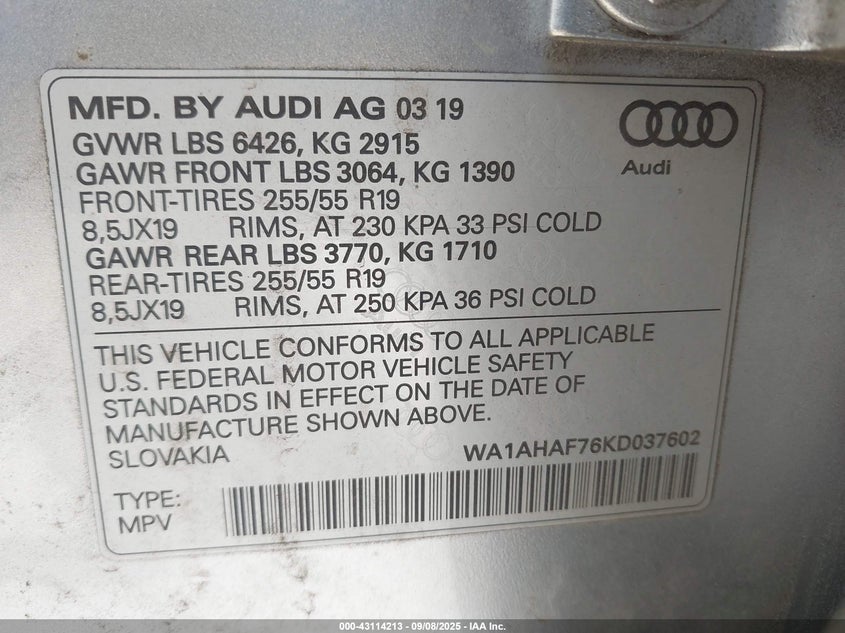 MFD. BY AUDI AG 03 19
GVWR LBS 6426, KG 2915
GAWR FRONT LBS 3064, KG 1390
FRONT-TIRES 255/55 R19
8,5JX19 RIMS, AT 230 KPA 33 PSI COLD
GAWR REAR LBS 3770, KG 1710
REAR-TIRES 255/55 R19
8,5JX19 RIMS, AT 250 KPA 36 PSI COLD
Audi
THIS VEHICLE CONFORMS TO ALL APPLICABLE
U.S. FEDERAL MOTOR VEHICLE SAFETY
STANDARDS IN EFFECT ON THE DATE OF
MANUFACTURE SHOWN ABOVE.
SLOVAKIA WA1AHAF76KD037602
TYPE:
MPV
000-43114213 - 09/08/2025 - IAA Inc.